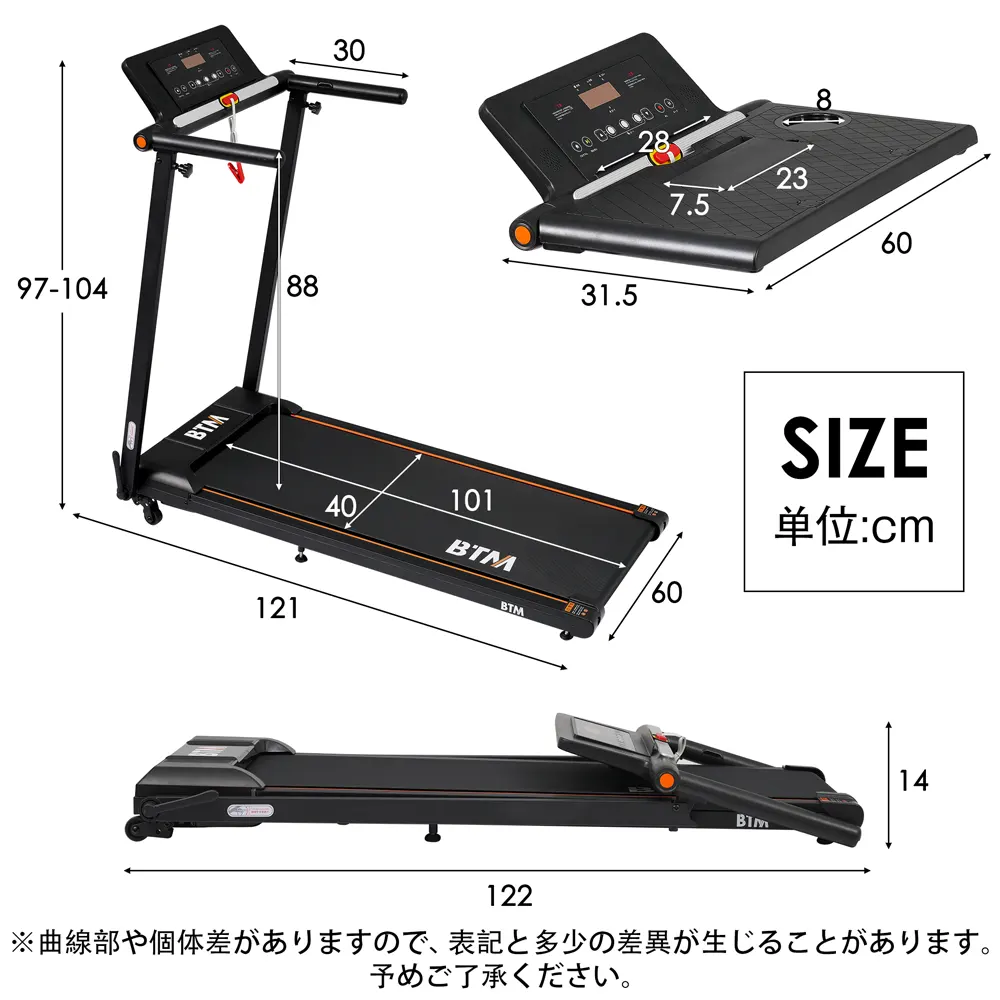 30
97-104
88
BTM
40
101
BTM
BTM
121
60
8
28
23
7.5
60
31.5
SIZE
単位:cm
BTM
BTM
14
122
※曲線部や個体差がありますので、表記と多少の差異が生じることがあります。
予めご了承ください。